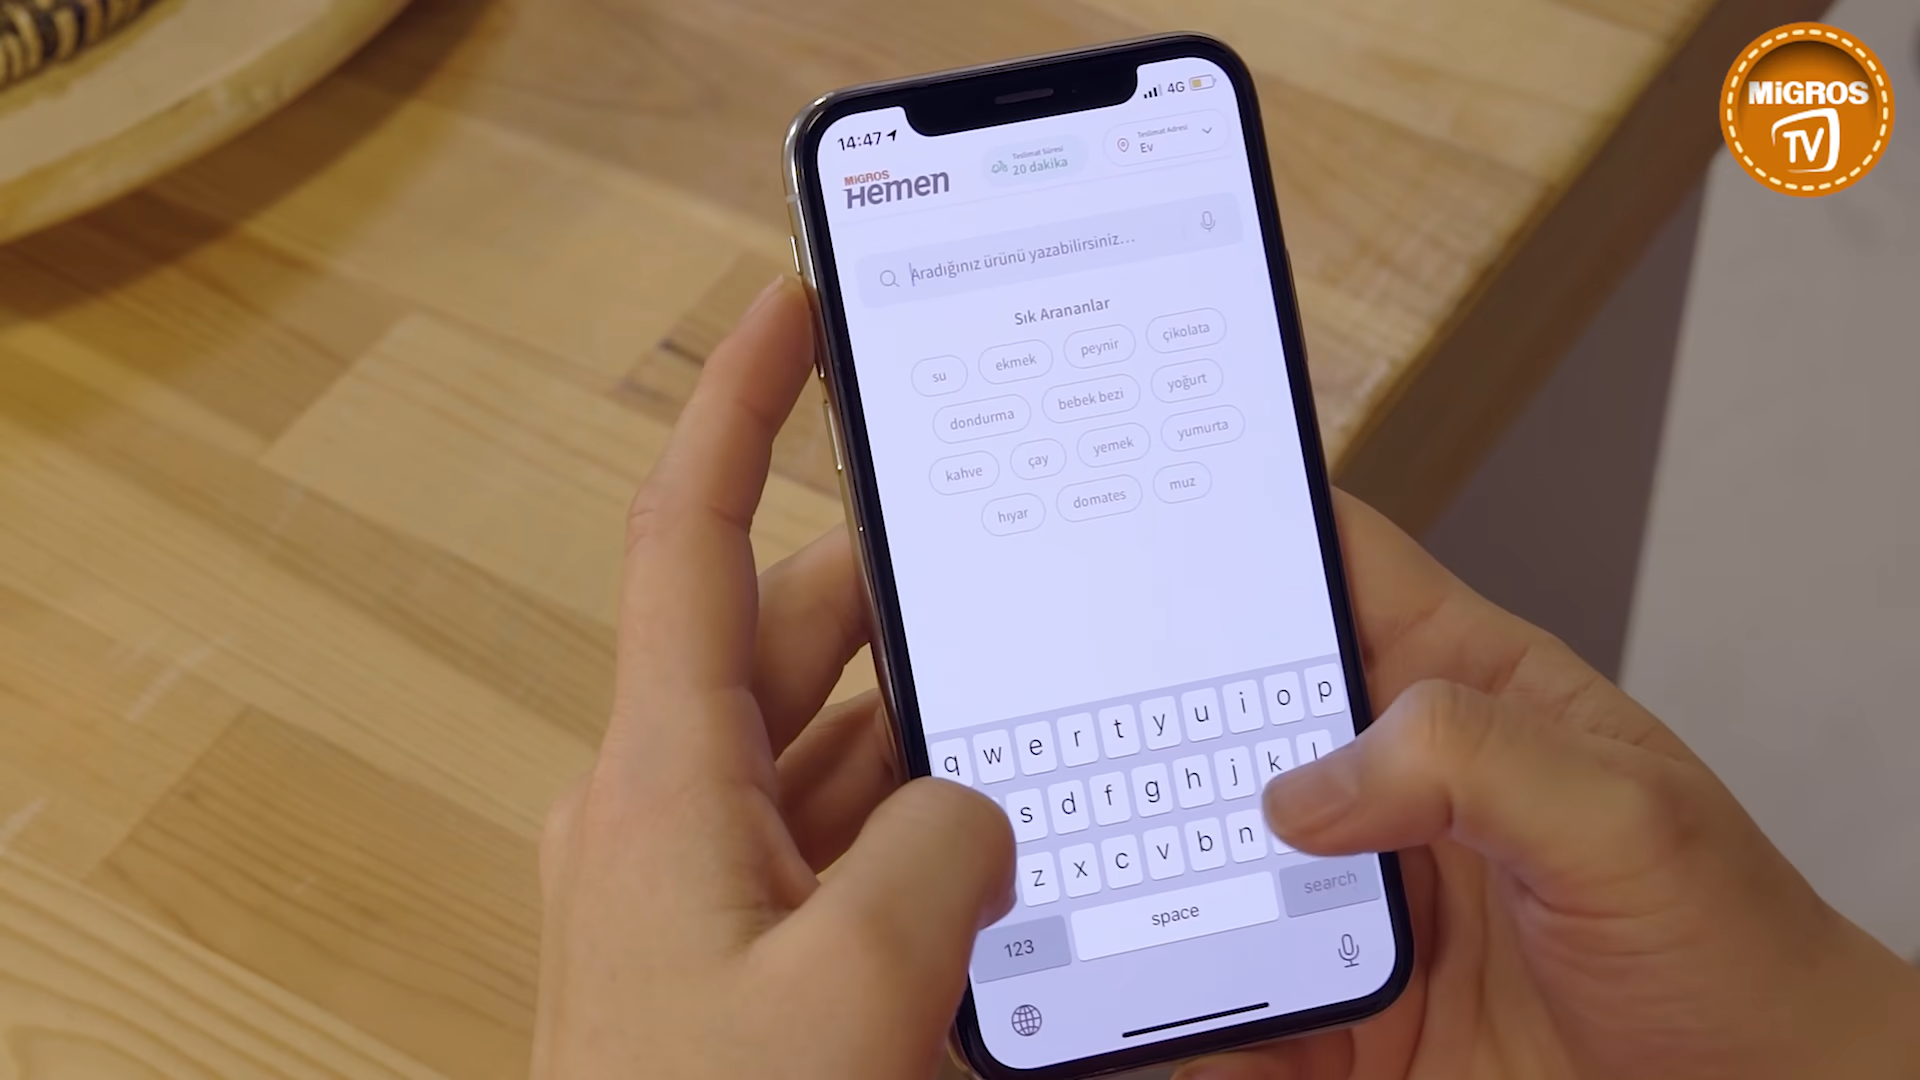 MiGROS
TV
14:47
4G
MiGROS
Hemen
Teslimat Süresi
20 dakika
Teslimat Adresi
Ev
Aradığınız ürünü yazabilirsiniz...
Sık Arananlar
su
ekmek
peynir
çikolata
dondurma
bebek bezi
yoğurt
kahve
çay
yemek
yumurta
hıyar
domates
muz
q w e r t y u i o p
s d f g h j k l
z x c v b n
123
space
search